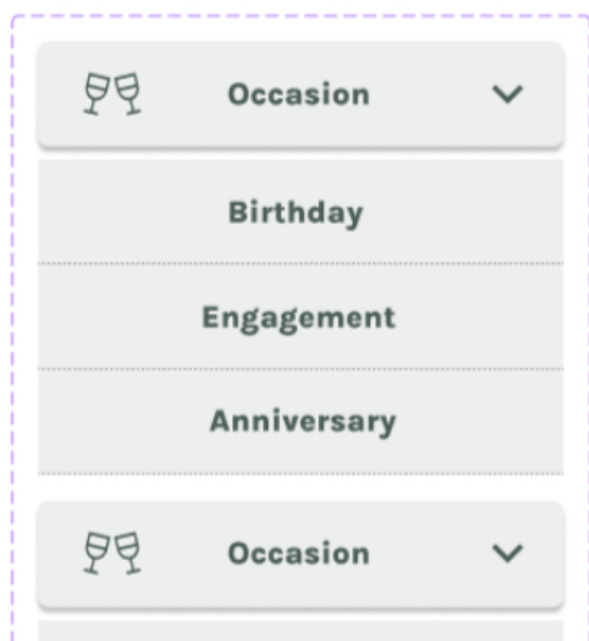 Occasion
Birthday
Engagement
Anniversary
Occasion